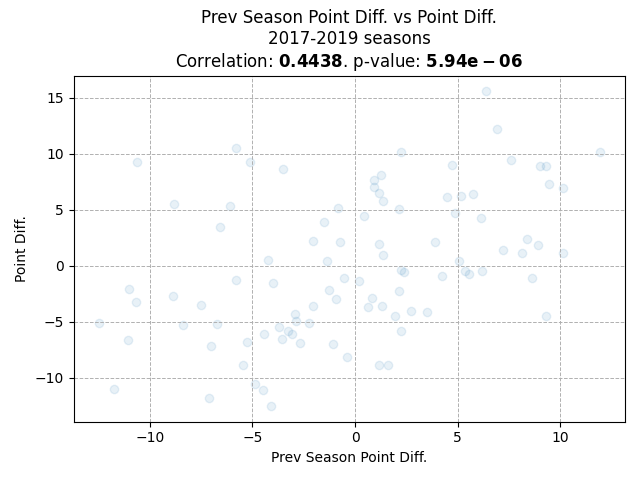 Prev Season Point Diff. vs Point Diff.
2017-2019 seasons
Correlation: 0.4438. p-value: 5.94e − 06
15
10
5
0
−5
−10
Point Diff.
−10 −5 0 5 10
Prev Season Point Diff.